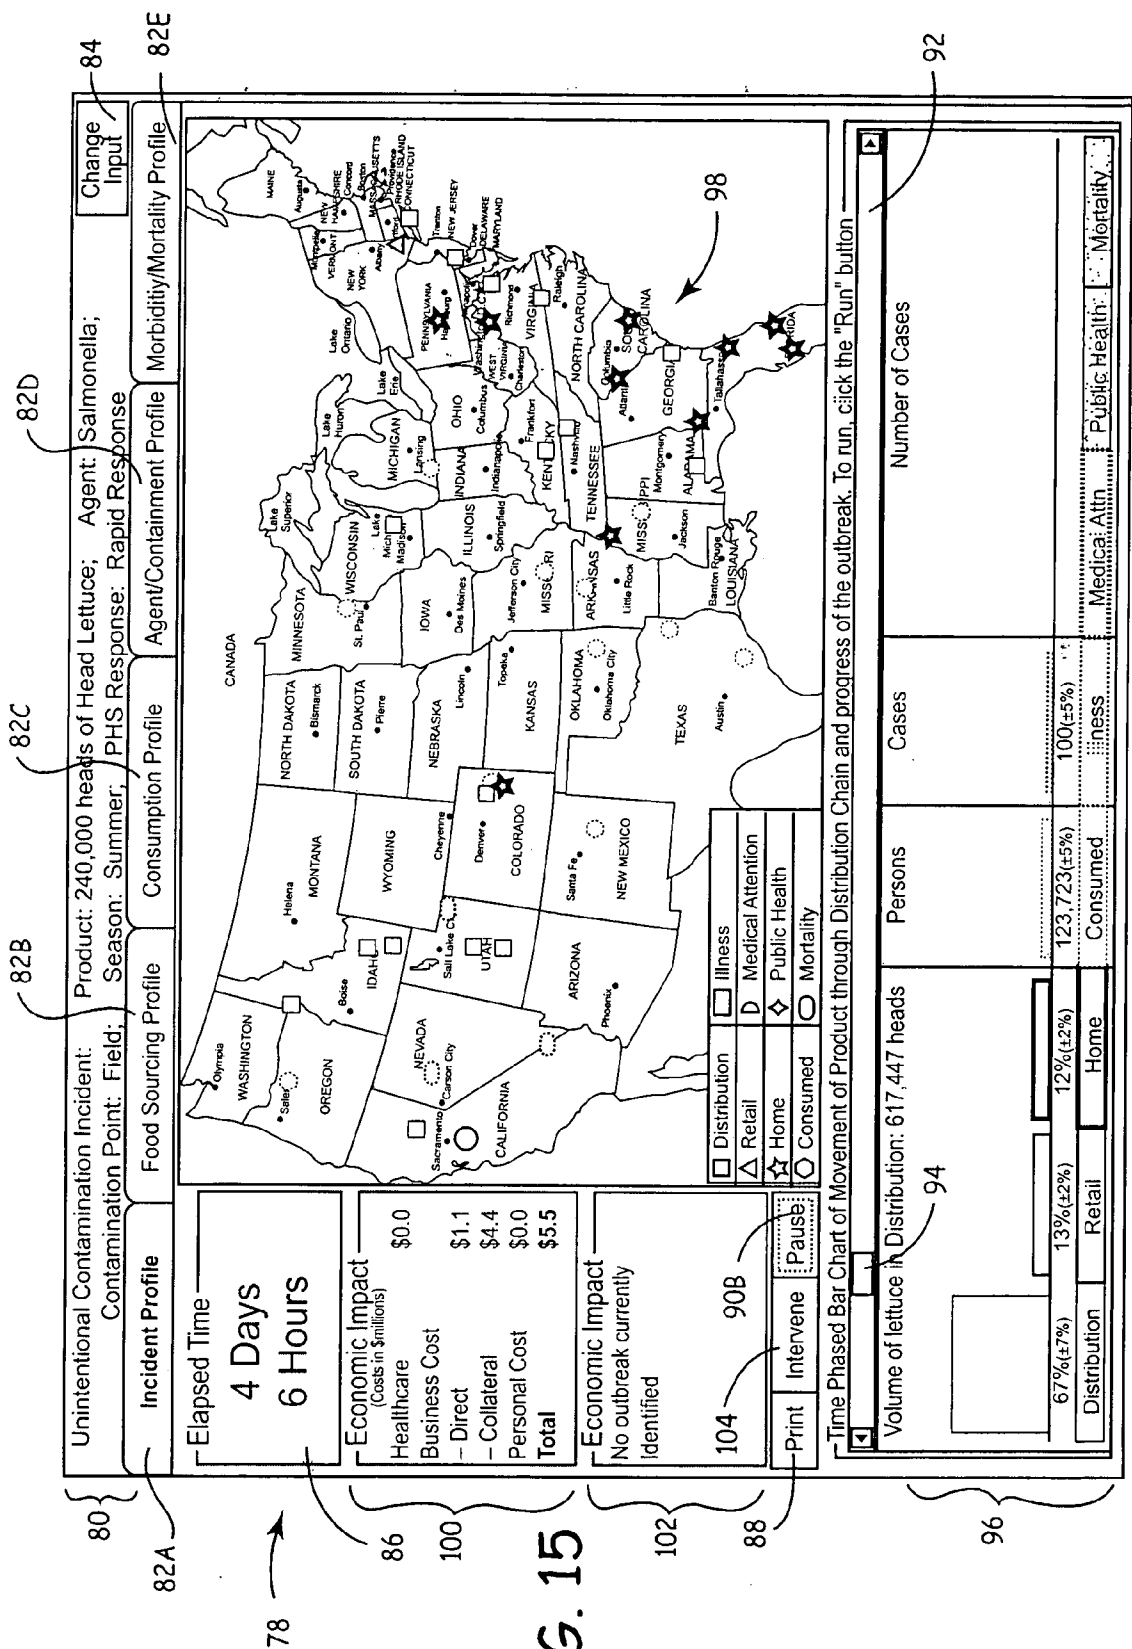 Unintentional Contamination Incident: Product: 240,000 heads of Head Lettuce; Agent: Salmonella;
Contamination Point: Field; Season: Summer; PHS Response: Rapid Response
Change
Input
Incident Profile
Food Sourcing Profile
Consumption Profile
Agent/Containment Profile
Morbiditiy/Mortality Profile
Elapsed Time
4 Days
6 Hours
Economic Impact
(Costs in $millions)
Healthcare $0.0
Business Cost
– Direct $1.1
– Collateral $4.4
Personal Cost $0.0
Total $5.5
Economic Impact
No outbreak currently
Identified
Print
Intervene
Pause
CANADA
Olympia
WASHINGTON
OREGON
Helena
MONTANA
Boise
NORTH DAKOTA
Bismarck
SOUTH DAKOTA
Pierre
MINNESOTA
St. Paul
WISCONSIN
Madison
Lake
Superior
Lake
Huron
Lake
Erie
Lake
Ontario
MICHIGAN
Lansing
WYOMING
Cheyenne
NEBRASKA
Lincoln
IOWA
Des Moines
ILLINOIS
Springfield
INDIANA
OHIO
Columbus
NEVADA
Carson City
Sacramento
CALIFORNIA
UTAH
Denver
COLORADO
KANSAS
Topeka
Jefferson City
Frankfort
WEST
VIRGINIA
Charleston
Richmond
Raleigh
NORTH CAROLINA
TENNESSEE
Nashville
ARIZONA
Phoenix
Santa Fe
NEW MEXICO
OKLAHOMA
Oklahoma City
Little Rock
TEXAS
Austin
Jackson
Montgomery
GEORGIA
Banton Rouge
LOUISIANA
PENNSYLVANIA
NEW
YORK
Albany
VERMONT
NEW
HAMPSHIRE
Concord
MAINE
Augusta
Boston
MASSACHUSETTS
Providence
RHODE ISLAND
CONNECTICUT
Trenton
NEW JERSEY
Dover
DELAWARE
MARYLAND
Distribution
Illness
Retail
Medical Attention
Home
Public Health
Consumed
Mortality
Time Phased Bar Chart of Movement of Product through Distribution Chain and progress of the outbreak. To run, click the "Run" button
Volume of lettuce in Distribution: 617,447 heads
Persons
Cases
Number of Cases
67%(±7%)
13%(±2%)
12%(±2%)
123,723(±5%)
100(±5%)
Distribution
Retail
Home
Consumed
Illness
Medical Attn
Public Health
Mortality
78
80
82A
82B
82C
82D
82E
84
86
88
90B
92
94
96
98
100
102
104
G. 15